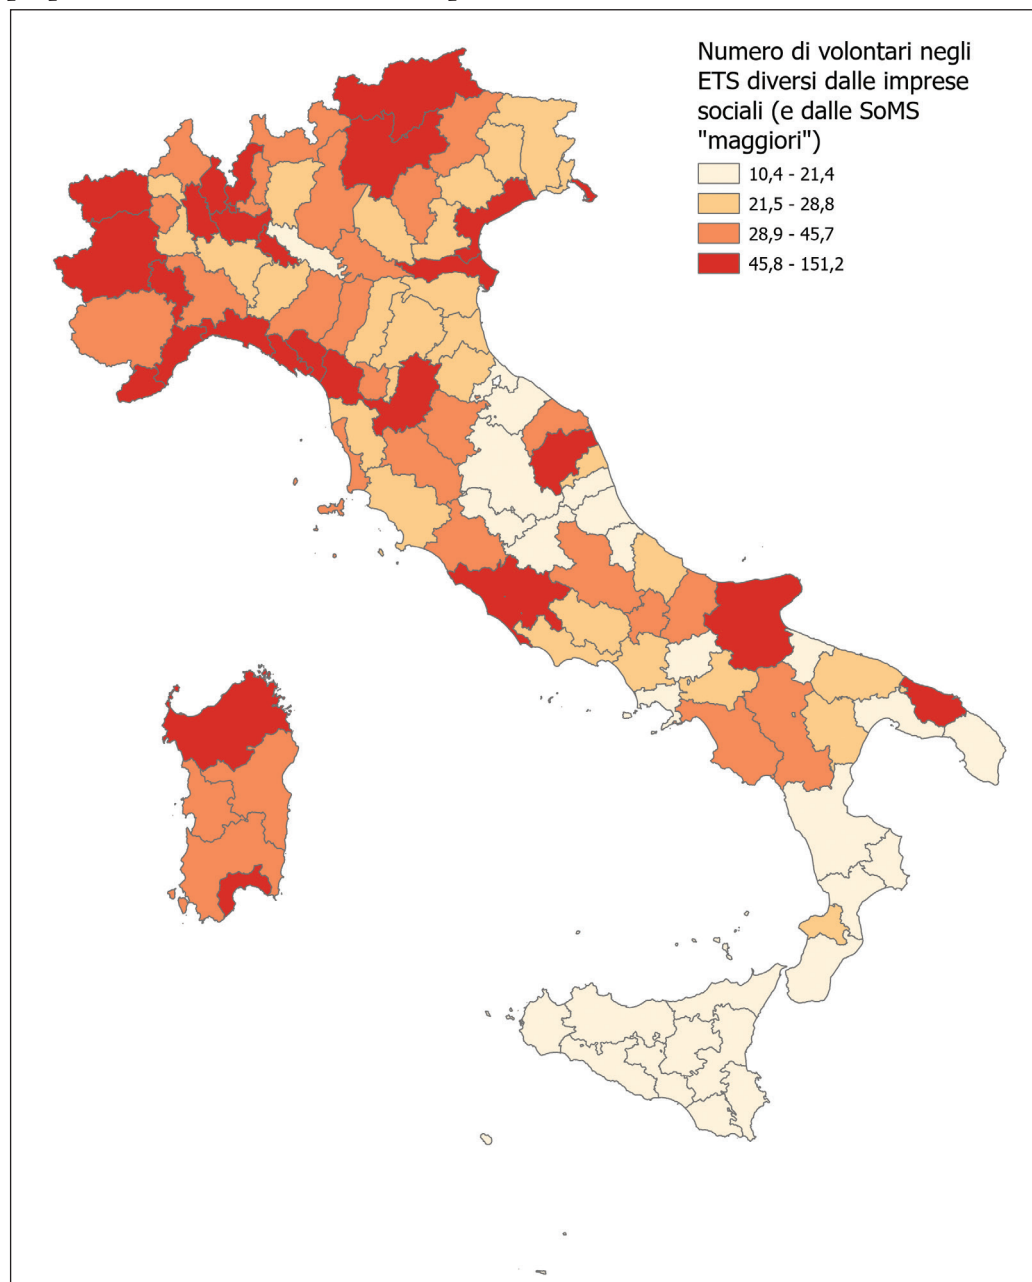 Numero di volontari negli
ETS diversi dalle imprese
sociali (e dalle SoMS
"maggiori")
10,4 - 21,4
21,5 - 28,8
28,9 - 45,7
45,8 - 151,2